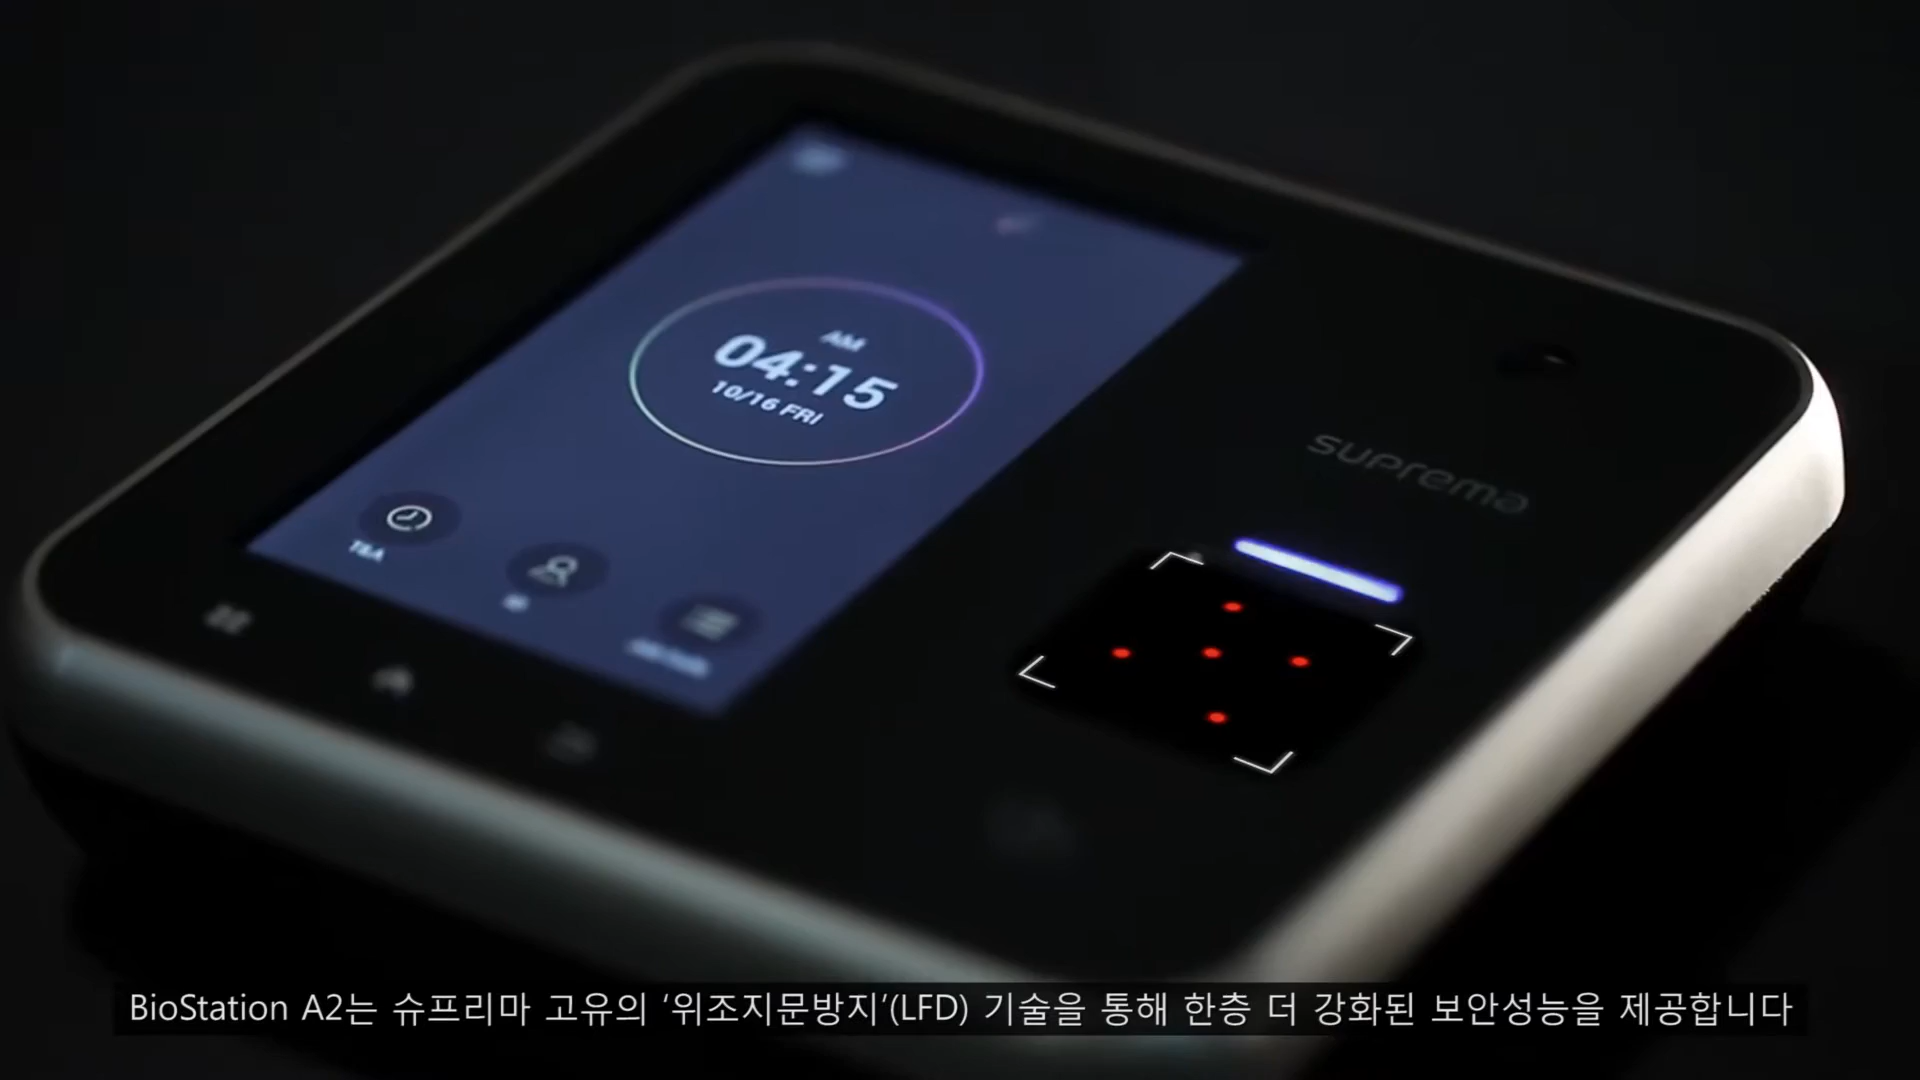 AM
04:15
10/16 FRI
T&A
suprema
BioStation A2는 슈프리마 고유의 ‘위조지문방지’(LFD) 기술을 통해 한층 더 강화된 보안성능을 제공합니다